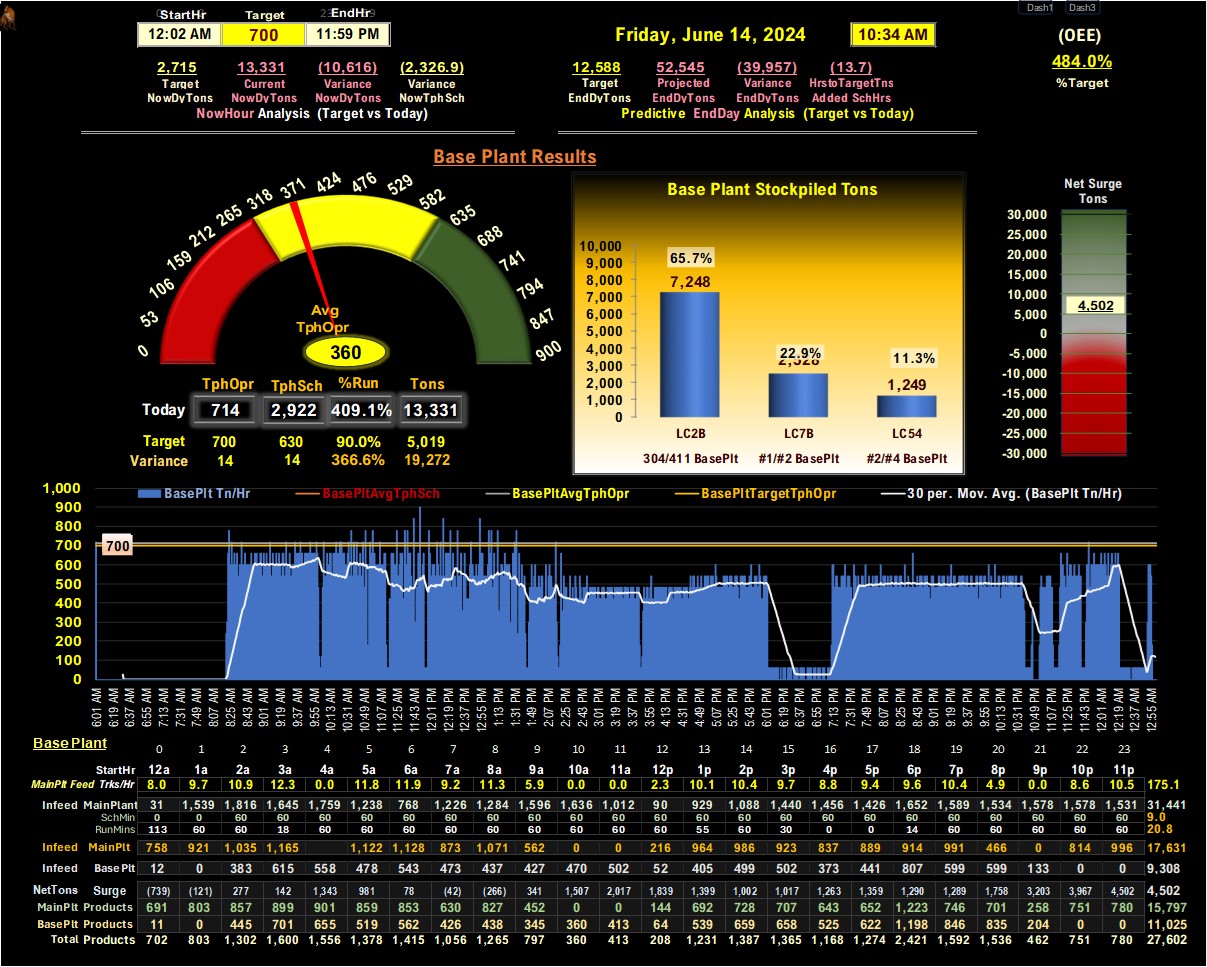 StartHr Target EndHr Dash1 Dash3
12:02 AM 700 11:59 PM Friday, June 14, 2024 10:34 AM (OEE)
484.0%
%Target
2,715 13,331 (10,616) (2,326.9) 12,588 52,545 (39,957) (13.7)
Target Current Variance Variance Target Projected Variance HrstoTargetTns
NowDyTons NowDyTons NowDyTons NowTphSch EndDyTons EndDyTons EndDyTons Added SchHrs
NowHour Analysis (Target vs Today) Predictive EndDay Analysis (Target vs Today)
Base Plant Results
0 53 106 159 212 265 318 371 424 476 529 582 635 688 741 794 847 900
Avg
TphOpr
360
TphOpr TphSch %Run Tons
Today 714 2,922 409.1% 13,331
Target 700 630 90.0% 5,019
Variance 14 14 366.6% 19,272
Base Plant Stockpiled Tons
10,000
9,000
8,000
7,000
6,000
5,000
4,000
3,000
2,000
1,000
0
65.7% 22.9% 11.3%
7,248 1,249
LC2B LC7B LC54
304/411 BasePlt #1/#2 BasePlt #2/#4 BasePlt
Net Surge
Tons
30,000
25,000
20,000
15,000
10,000
5,000
0
-5,000
-10,000
-15,000
-20,000
-25,000
-30,000
4,502
BasePlt Tn/Hr BasePltAvgTphSch BasePltAvgTphOpr BasePltTargetTphOpr 30 per. Mov. Avg. (BasePlt Tn/Hr)
1,000
900
800
700
600
500
400
300
200
100
0
700
6:01 AM 6:19 AM 6:37 AM 6:55 AM 7:13 AM 7:31 AM 7:49 AM 8:07 AM 8:25 AM 8:43 AM 9:01 AM 9:19 AM 9:37 AM 9:55 AM 10:13 AM 10:31 AM 10:49 AM 11:07 AM 11:25 AM 11:43 AM 12:01 PM 12:19 PM 12:37 PM 12:55 PM 1:13 PM 1:31 PM 1:49 PM 2:07 PM 2:25 PM 2:43 PM 3:01 PM 3:19 PM 3:37 PM 3:55 PM 4:13 PM 4:31 PM 4:49 PM 5:07 PM 5:25 PM 5:43 PM 6:01 PM 6:19 PM 6:37 PM 6:55 PM 7:13 PM 7:31 PM 7:49 PM 8:07 PM 8:25 PM 8:43 PM 9:01 PM 9:19 PM 9:37 PM 9:55 PM 10:13 PM 10:31 PM 10:49 PM 11:07 PM 11:25 PM 11:43 PM 12:01 AM 12:19 AM 12:37 AM 12:55 AM
Base Plant 0 1 2 3 4 5 6 7 8 9 10 11 12 13 14 15 16 17 18 19 20 21 22 23
StartHr 12a 1a 2a 3a 4a 5a 6a 7a 8a 9a 10a 11a 12p 1p 2p 3p 4p 5p 6p 7p 8p 9p 10p 11p
MainPlt Feed Trks/Hr 8.0 9.7 10.9 12.3 0.0 11.8 11.9 9.2 11.3 5.9 0.0 0.0 2.3 10.1 10.4 9.7 8.8 9.4 9.6 10.4 4.9 0.0 8.6 10.5 175.1
Infeed MainPlant 31 1,539 1,816 1,645 1,759 1,238 768 1,226 1,284 1,596 1,636 1,012 90 929 1,088 1,440 1,456 1,426 1,652 1,589 1,534 1,578 1,578 1,531 31,441
SchMin 0 0 60 60 60 60 60 60 60 60 60 60 60 60 60 60 60 60 60 60 60 60 60 60 9.0
RunMins 113 60 60 18 60 60 60 60 60 60 60 60 60 55 60 30 0 0 14 60 60 60 60 60 20.8
Infeed MainPlt 758 921 1,035 1,165 1,122 1,128 873 1,071 562 0 0 216 964 986 923 837 889 914 991 466 0 814 996 17,631
Infeed BasePlt 12 0 383 615 558 478 543 473 437 427 470 502 52 405 499 502 373 441 807 599 599 133 0 0 9,308
NetTons Surge (739) (121) 277 142 1,343 981 78 (42) (266) 341 1,507 2,017 1,839 1,399 1,002 1,017 1,263 1,359 1,290 1,289 1,758 3,203 3,967 4,502 4,502
MainPlt Products 691 803 857 899 901 859 853 630 827 452 0 0 144 692 728 707 643 652 1,223 746 701 258 751 780 15,797
BasePlt Products 11 0 445 701 655 519 562 426 438 345 360 413 64 539 659 658 525 622 1,198 846 835 204 0 0 11,025
Total Products 702 803 1,302 1,600 1,556 1,378 1,415 1,056 1,265 797 360 413 208 1,231 1,387 1,365 1,168 1,274 2,421 1,592 1,536 462 751 780 27,602